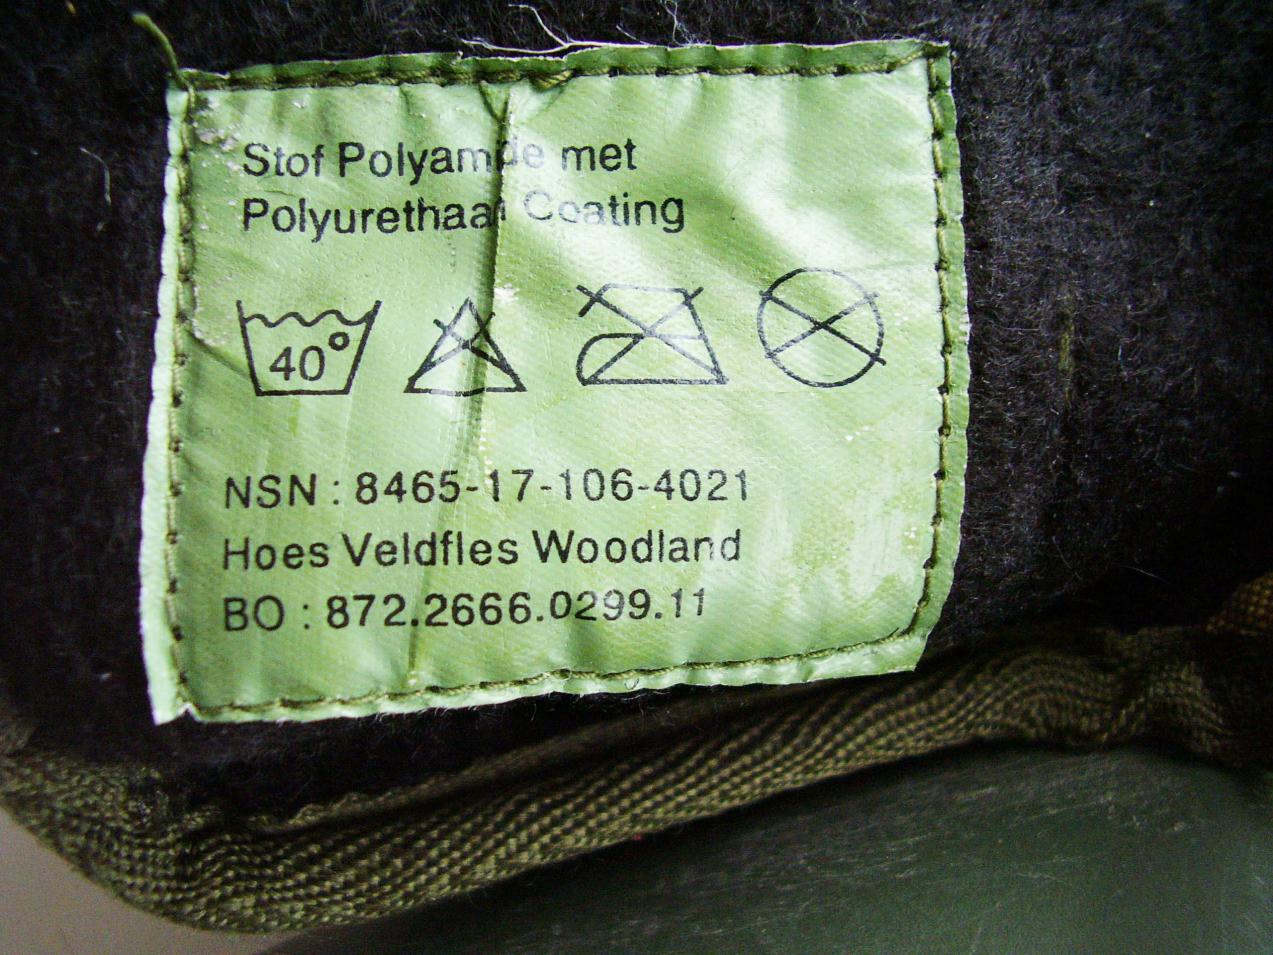 Stof Polyamide met
Polyurethaan Coating
40°
NSN : 8465-17-106-4021
Hoes Veldfles Woodland
BO : 872.2666.0299.11